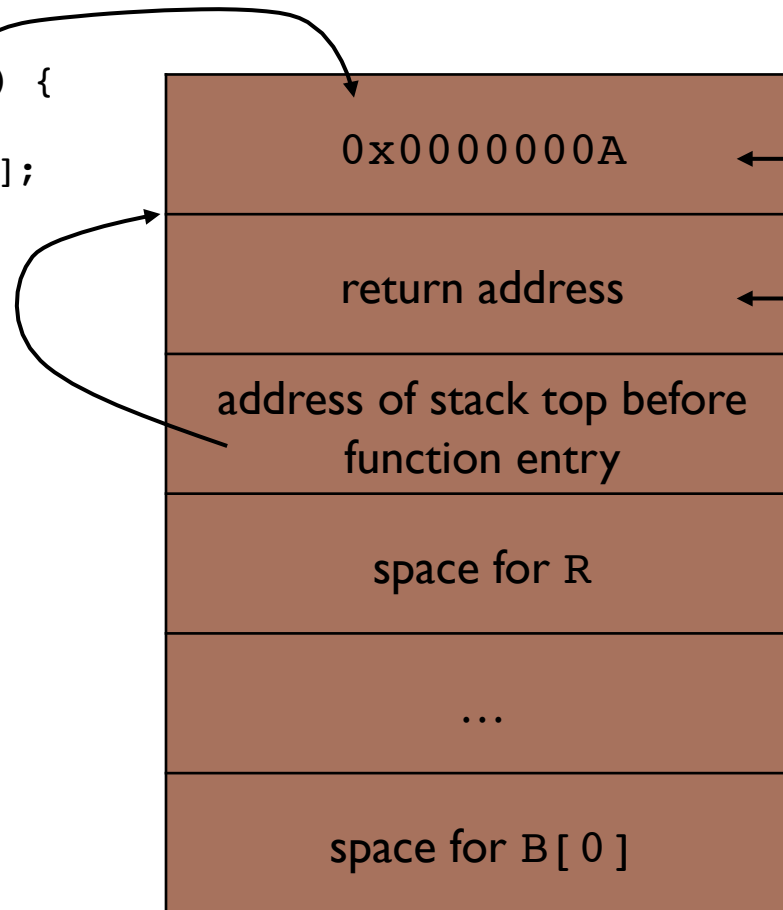 ) {
];
0x0000000A
return address
address of stack top before
function entry
space for R
...
space for B[0]